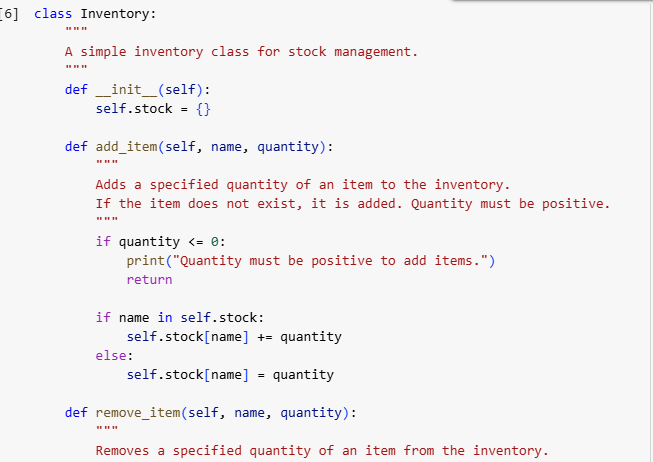 [6] class Inventory:
    """
    A simple inventory class for stock management.
    """
    def __init__(self):
        self.stock = {}

    def add_item(self, name, quantity):
        """
        Adds a specified quantity of an item to the inventory.
        If the item does not exist, it is added. Quantity must be positive.
        """
        if quantity <= 0:
            print("Quantity must be positive to add items.")
            return

        if name in self.stock:
            self.stock[name] += quantity
        else:
            self.stock[name] = quantity

    def remove_item(self, name, quantity):
        """
        Removes a specified quantity of an item from the inventory.